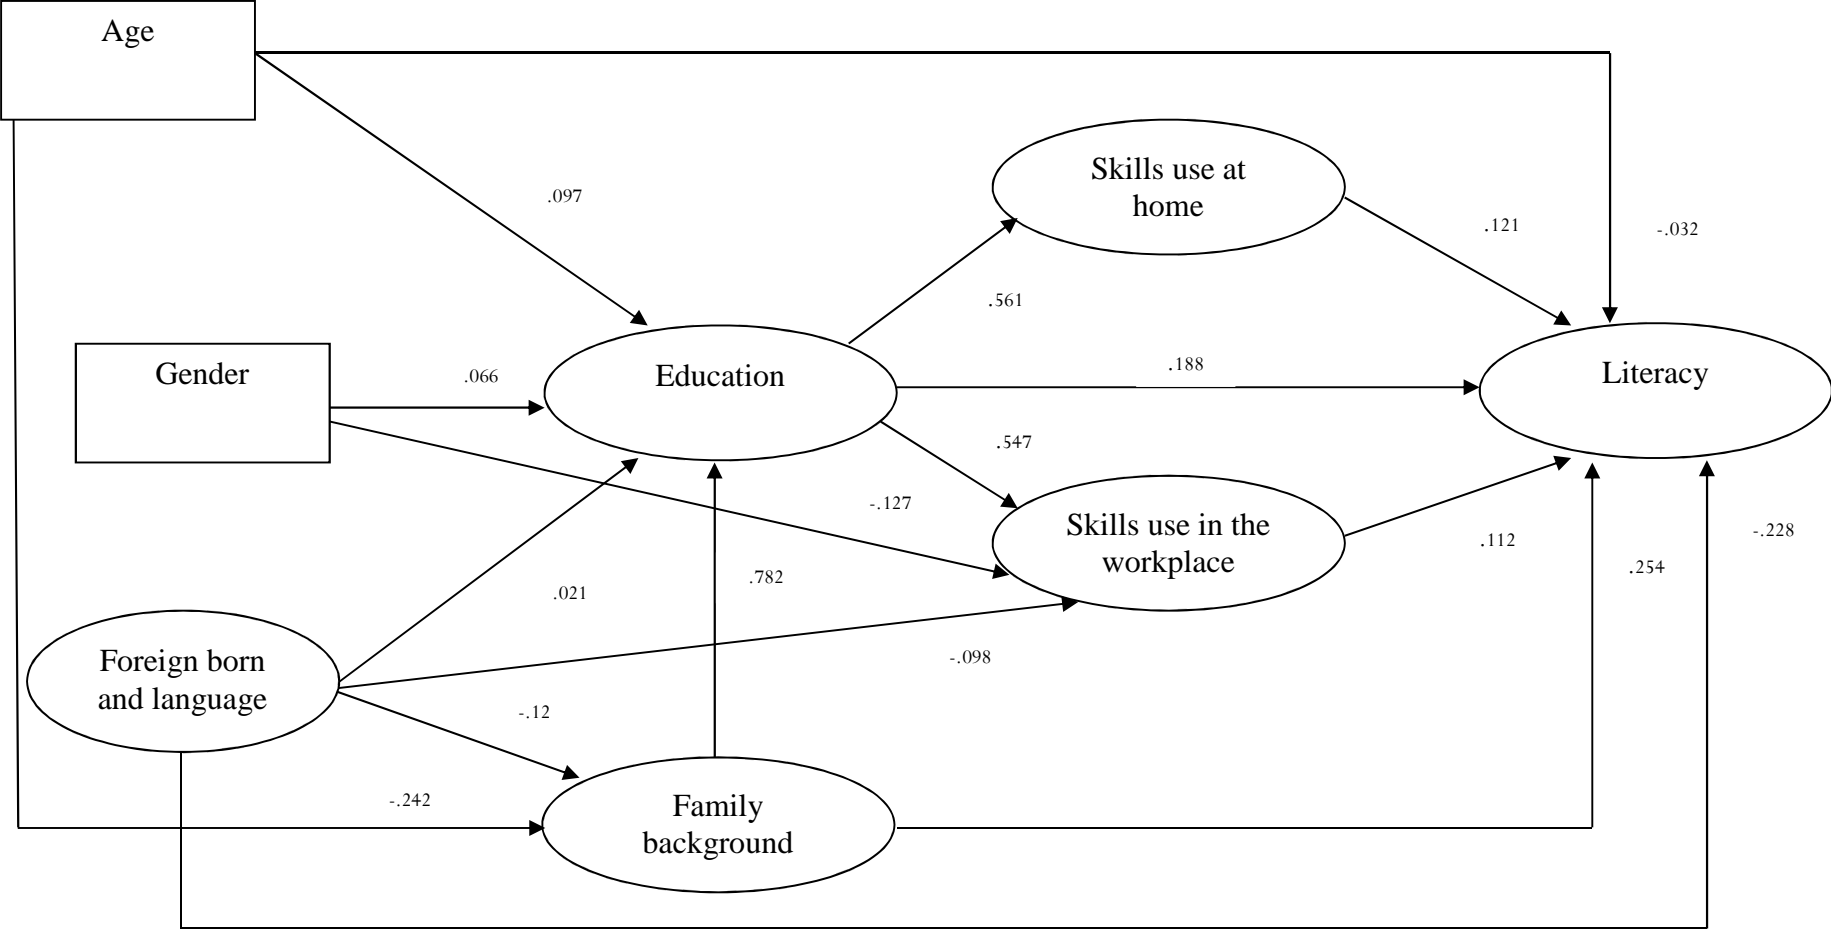 Age
.097
Skills use at
home
.121
-.032
.561
Gender
.066
Education
.188
Literacy
.547
-.127
Skills use in the
workplace
.112
.254
-.228
.021
.782
Foreign born
and language
-.098
-.12
-.242
Family
background